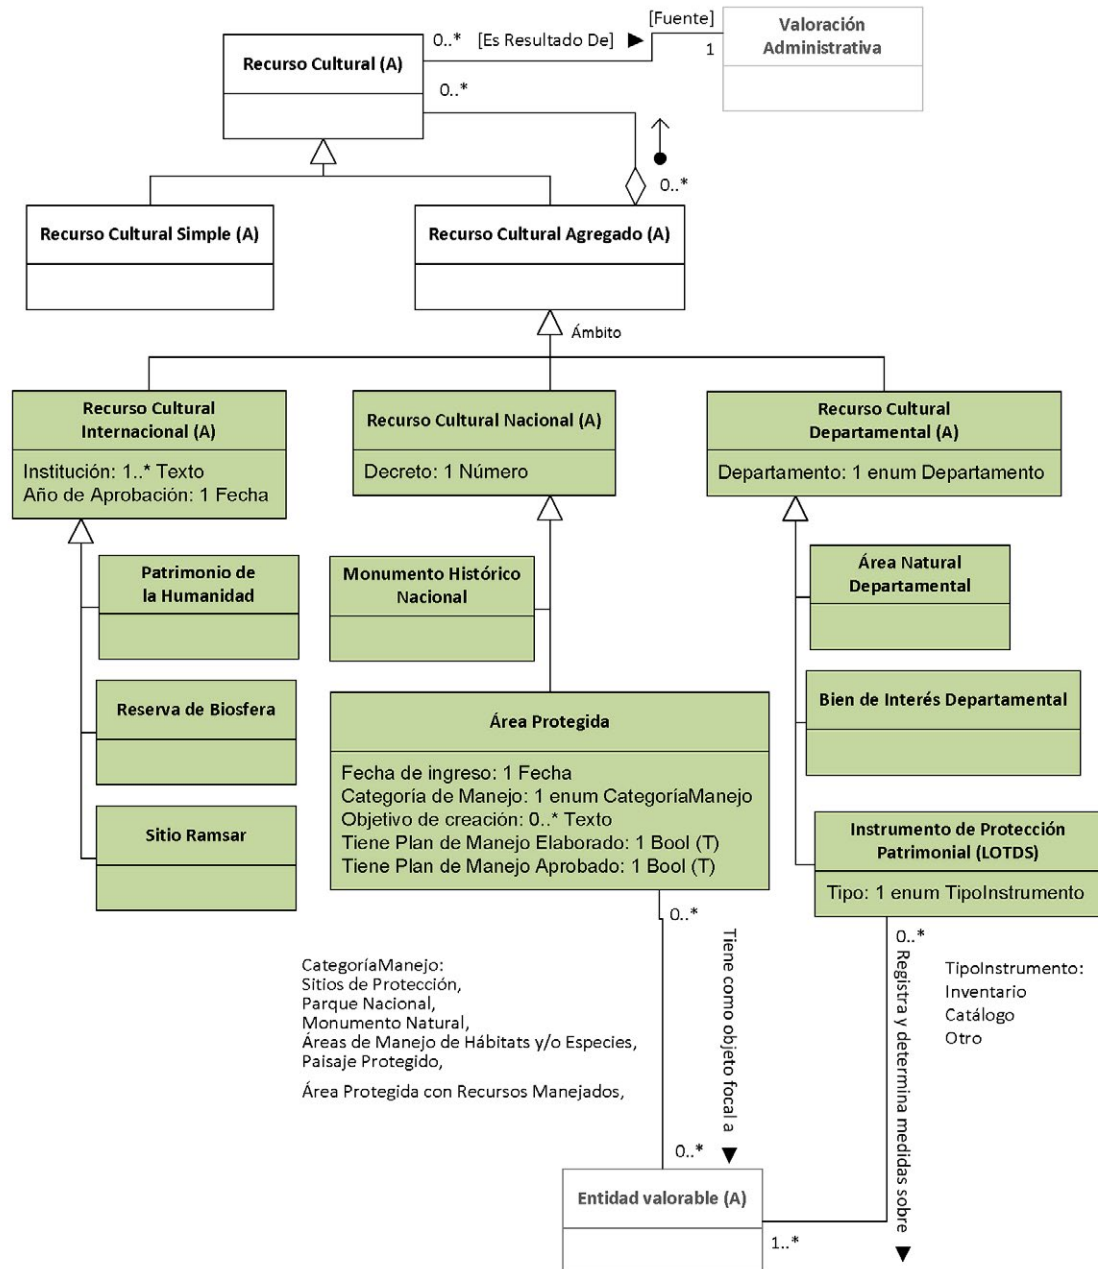 0..*
[Es Resultado De]
[Fuente]
1
Valoración
Administrativa
Recurso Cultural (A)
0..*
0..*
Recurso Cultural Simple (A)
Recurso Cultural Agregado (A)
Ámbito
Recurso Cultural
Internacional (A)
Institución: 1..* Texto
Año de Aprobación: 1 Fecha
Recurso Cultural Nacional (A)
Decreto: 1 Número
Recurso Cultural
Departamental (A)
Departamento: 1 enum Departamento
Patrimonio de
la Humanidad
Monumento Histórico
Nacional
Área Natural
Departamental
Reserva de Biosfera
Área Protegida
Fecha de ingreso: 1 Fecha
Categoría de Manejo: 1 enum CategoríaManejo
Objetivo de creación: 0..* Texto
Tiene Plan de Manejo Elaborado: 1 Bool (T)
Tiene Plan de Manejo Aprobado: 1 Bool (T)
Bien de Interés Departamental
Sitio Ramsar
Instrumento de Protección
Patrimonial (LOTDS)
Tipo: 1 enum TipoInstrumento
0..*
Tiene como objeto focal a
0..*
Registra y determina medidas sobre
CategoríaManejo:
Sitios de Protección,
Parque Nacional,
Monumento Natural,
Áreas de Manejo de Hábitats y/o Especies,
Paisaje Protegido,
Área Protegida con Recursos Manejados,
TipoInstrumento:
Inventario
Catálogo
Otro
0..*
Entidad valorable (A)
1..*